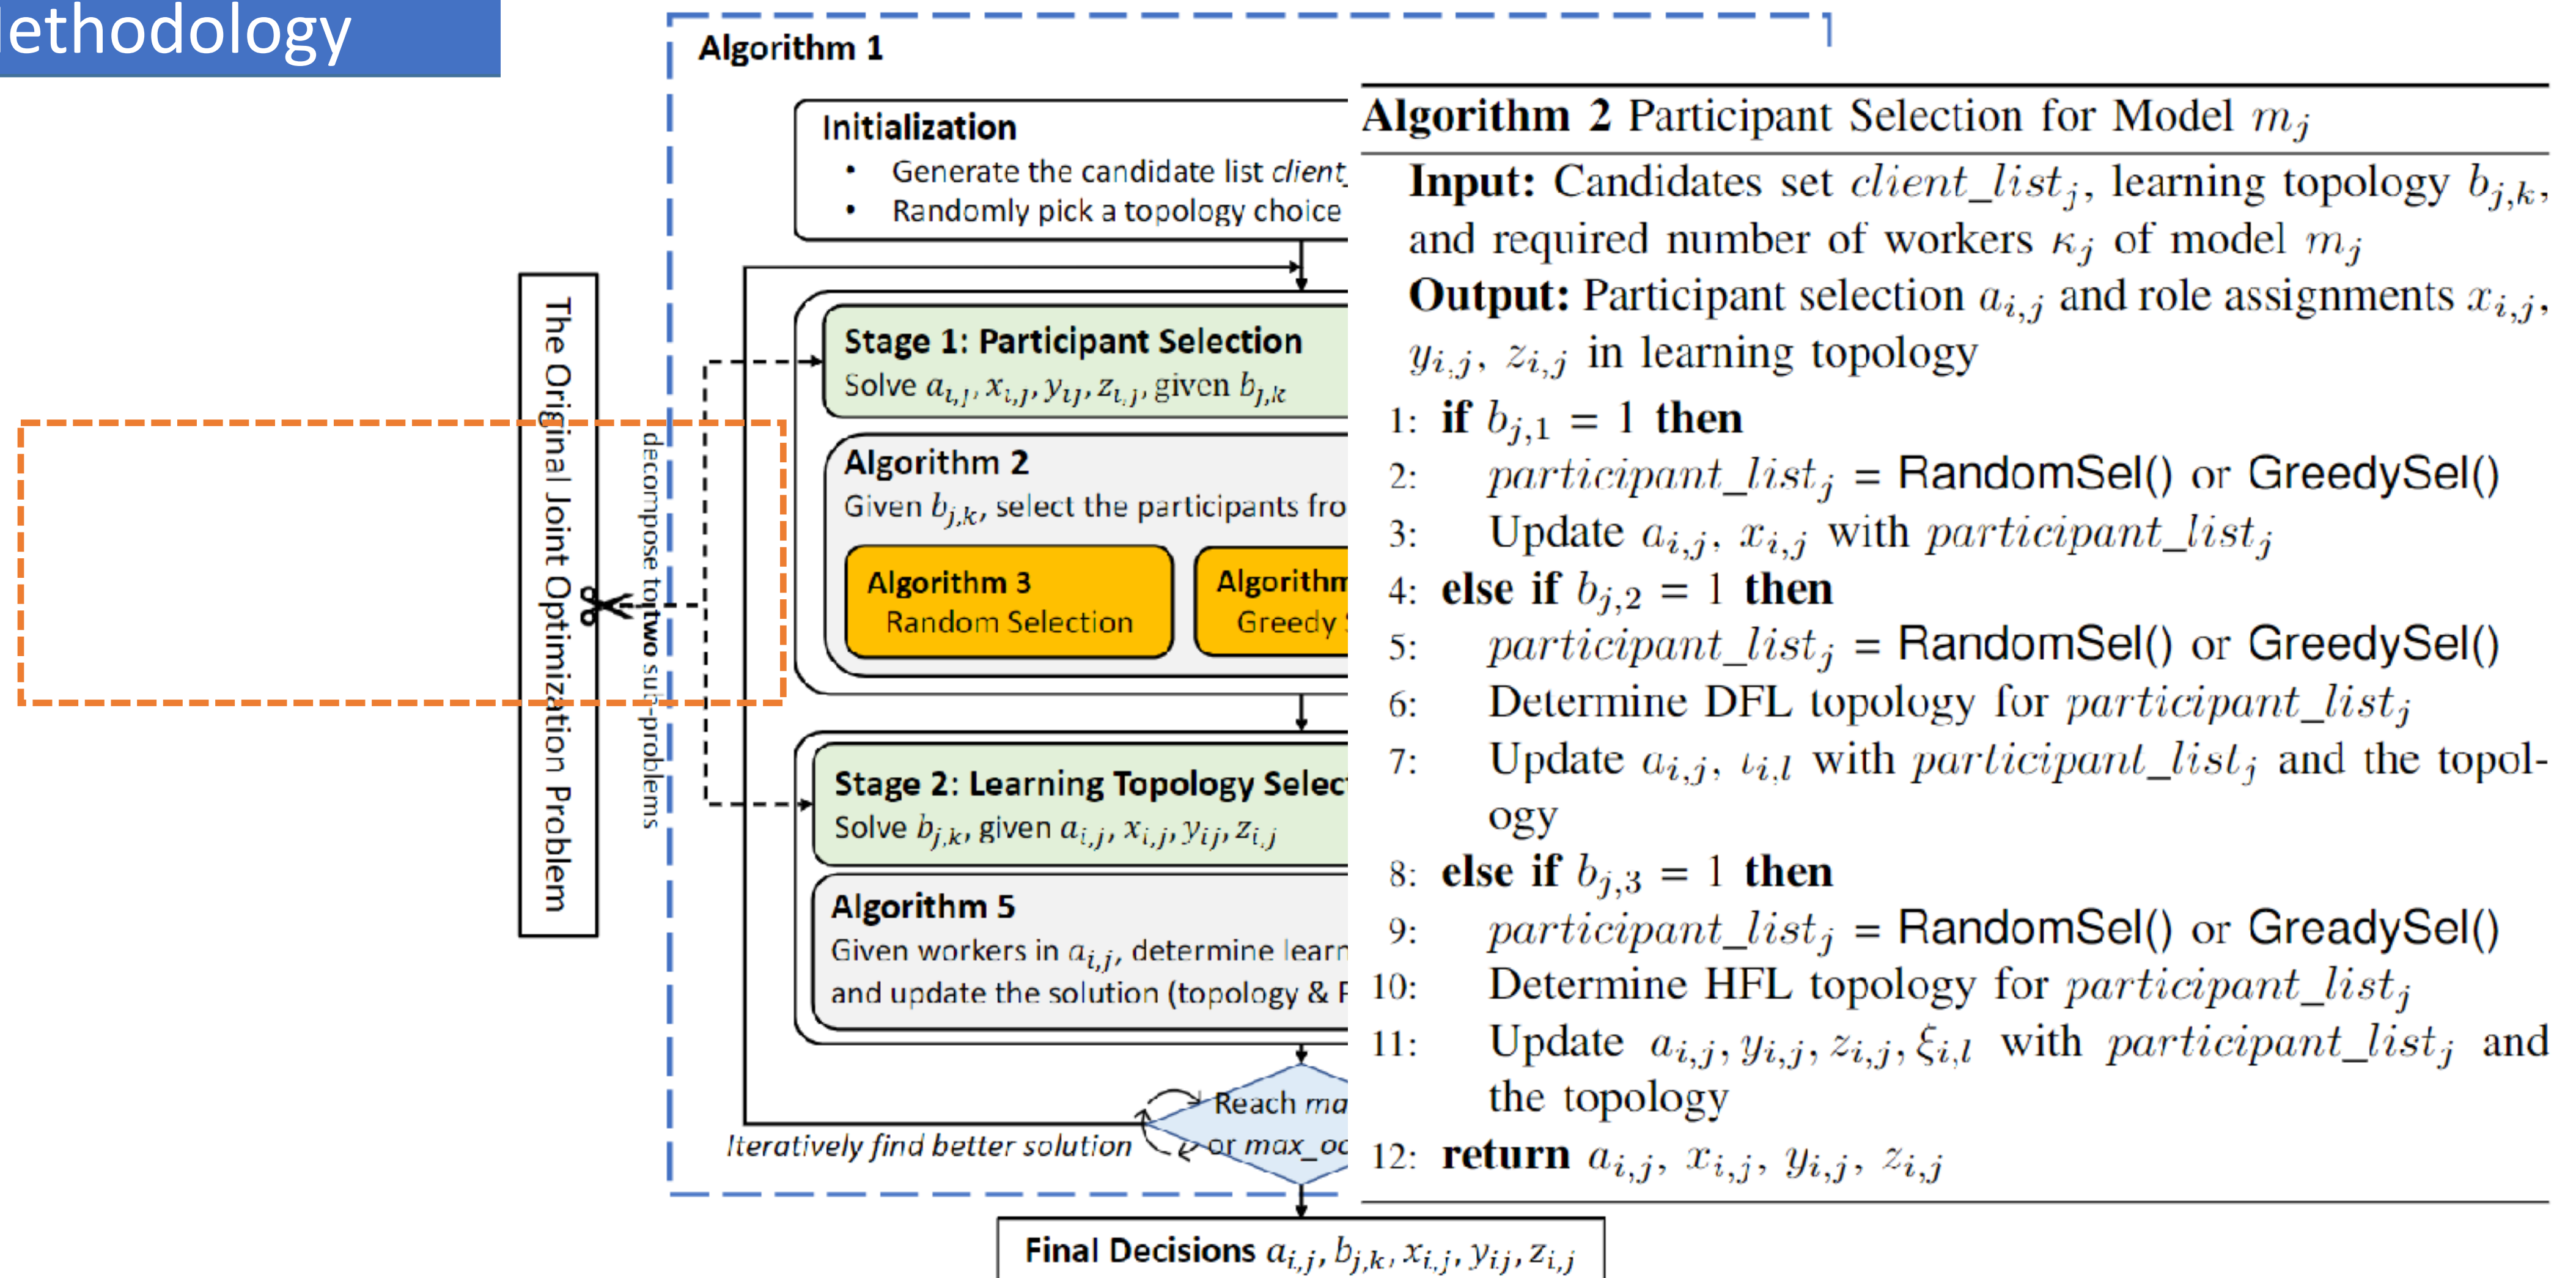 ethodology
Algorithm 1
Initialization
• Generate the candidate list client_
• Randomly pick a topology choice
The Original Joint Optimization Problem
decompose to two sub-problems
Stage 1: Participant Selection
Solve a_{i,j}, x_{i,j}, y_{ij}, z_{i,j}, given b_{j,k}
Algorithm 2
Given b_{j,k}, select the participants fro
Algorithm 3
Random Selection
Algorithm
Greedy
Stage 2: Learning Topology Selec
Solve b_{j,k}, given a_{i,j}, x_{i,j}, y_{ij}, z_{i,j}
Algorithm 5
Given workers in a_{i,j}, determine learn
and update the solution (topology &
Reach ma
or max_oc
Iteratively find better solution
Final Decisions a_{i,j}, b_{j,k}, x_{i,j}, y_{i,j}, z_{i,j}
Algorithm 2 Participant Selection for Model m_j
Input: Candidates set client_list_j, learning topology b_{j,k},
and required number of workers κ_j of model m_j
Output: Participant selection a_{i,j} and role assignments x_{i,j},
y_{i,j}, z_{i,j} in learning topology
1: if b_{j,1} = 1 then
2: participant_list_j = RandomSel() or GreedySel()
3: Update a_{i,j}, x_{i,j} with participant_list_j
4: else if b_{j,2} = 1 then
5: participant_list_j = RandomSel() or GreedySel()
6: Determine DFL topology for participant_list_j
7: Update a_{i,j}, ι_{i,l} with participant_list_j and the topol-
ogy
8: else if b_{j,3} = 1 then
9: participant_list_j = RandomSel() or GreadySel()
10: Determine HFL topology for participant_list_j
11: Update a_{i,j}, y_{i,j}, z_{i,j}, ξ_{i,l} with participant_list_j and
the topology
12: return a_{i,j}, x_{i,j}, y_{i,j}, z_{i,j}